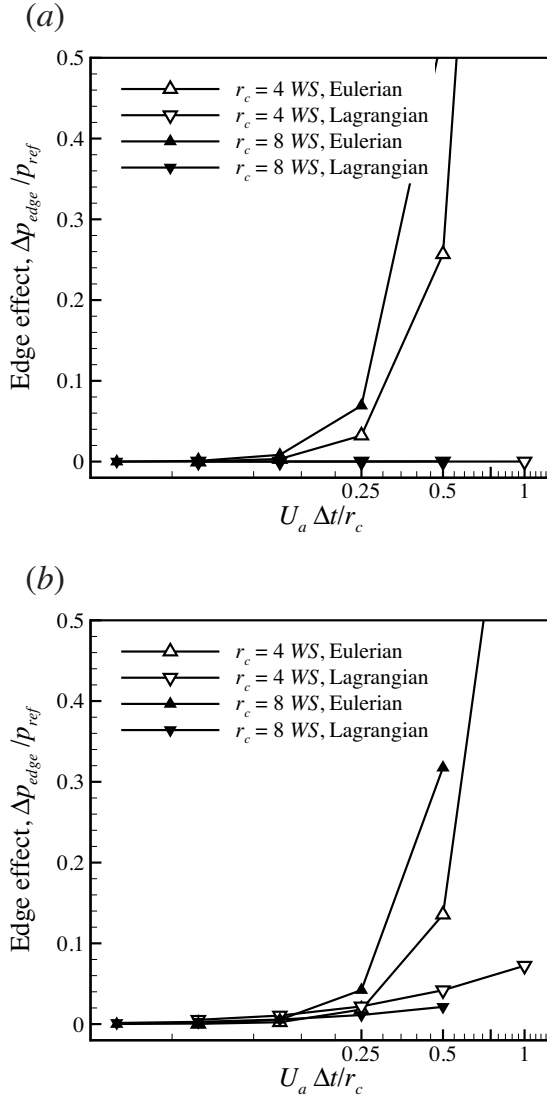 (a)
0.5
0.4
0.3
0.2
0.1
0
Edge effect, Δp_edge /p_ref
r_c = 4 WS, Eulerian
r_c = 4 WS, Lagrangian
r_c = 8 WS, Eulerian
r_c = 8 WS, Lagrangian
0.25 0.5 1
U_a Δt/r_c
(b)
0.5
0.4
0.3
0.2
0.1
0
Edge effect, Δp_edge /p_ref
r_c = 4 WS, Eulerian
r_c = 4 WS, Lagrangian
r_c = 8 WS, Eulerian
r_c = 8 WS, Lagrangian
0.25 0.5 1
U_a Δt/r_c